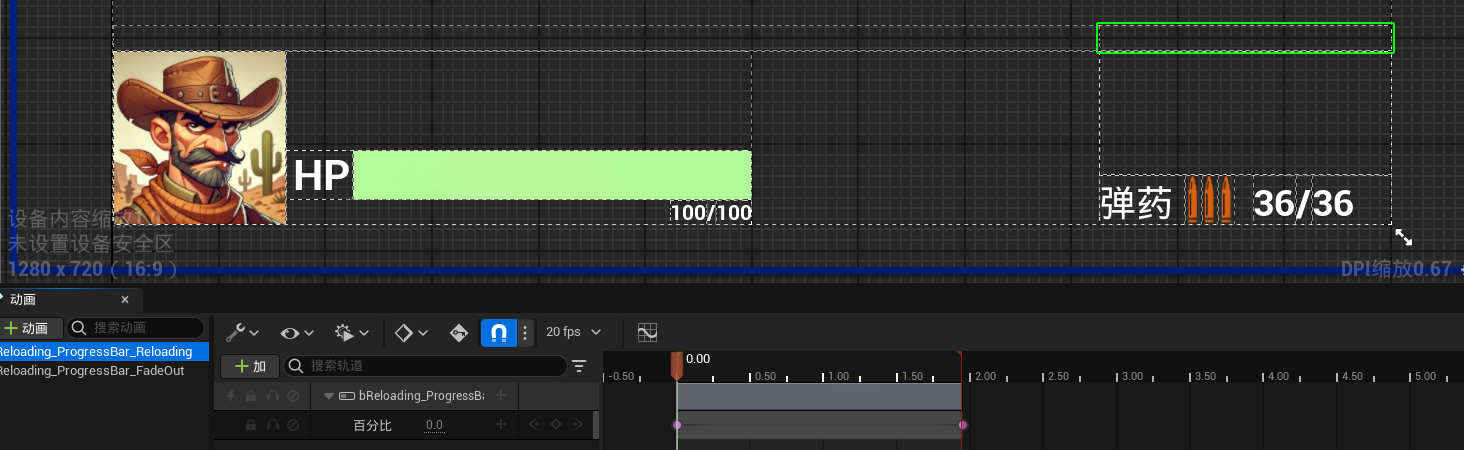 HP
100/100
弹药 36/36
设备内容缩放1.0
未设置设备安全区
1280 x 720（16:9）
DPI缩放0.67
动画 ×
+ 动画 搜索动画
20 fps
Reloading_ProgressBar_Reloading
Reloading_ProgressBar_FadeOut
+ 加 搜索轨道
0.00
-0.50 0.50 1.00 1.50 2.00 2.50 3.00 3.50 4.00 4.50 5.00
bReloading_ProgressBa
百分比 0.0